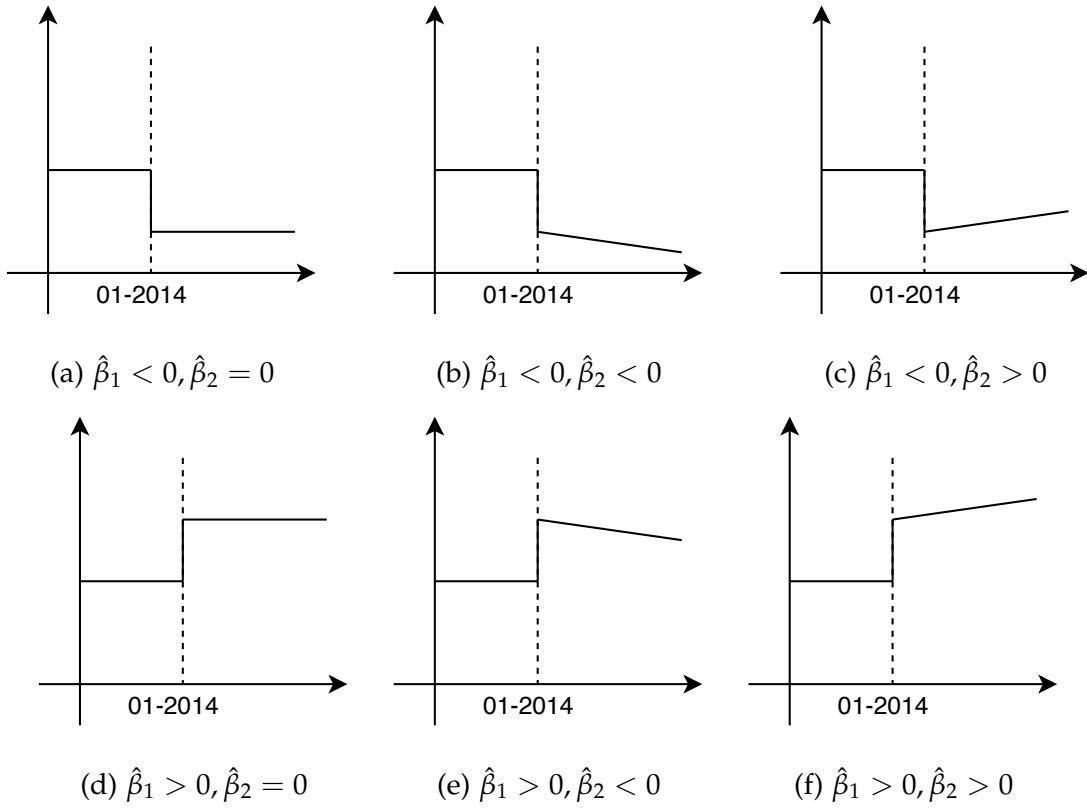 01-2014 01-2014 01-2014
(a) β̂₁ < 0, β̂₂ = 0 (b) β̂₁ < 0, β̂₂ < 0 (c) β̂₁ < 0, β̂₂ > 0
01-2014 01-2014 01-2014
(d) β̂₁ > 0, β̂₂ = 0 (e) β̂₁ > 0, β̂₂ < 0 (f) β̂₁ > 0, β̂₂ > 0